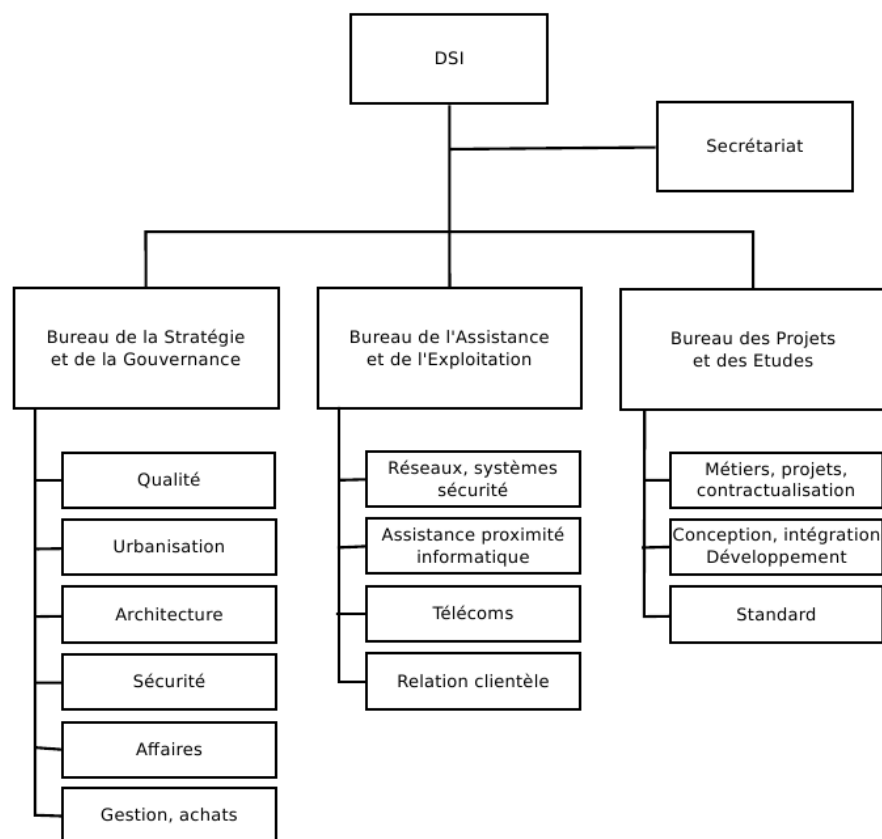 DSI
Secrétariat
Bureau de la Stratégie
et de la Gouvernance
Bureau de l'Assistance
et de l'Exploitation
Bureau des Projets
et des Etudes
Qualité
Urbanisation
Architecture
Sécurité
Affaires
Gestion, achats
Réseaux, systèmes
sécurité
Assistance proximité
informatique
Télécoms
Relation clientèle
Métiers, projets,
contractualisation
Conception, intégration
Développement
Standard